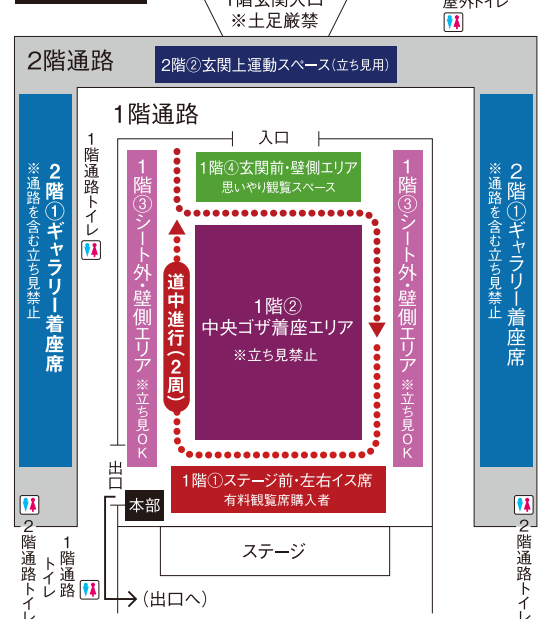 1階玄関入口
※土足厳禁
屋外トイレ
2階通路
2階②玄関上運動スペース(立ち見用)
1階通路
入口
1階④玄関前・壁側エリア
思いやり観覧スペース
2階①ギャラリー着座席
※通路を含む立ち見禁止
1階通路トイレ
1階③シート外・壁側エリア ※立ち見OK
道中進行(2周)
1階②
中央ゴザ着座エリア
※立ち見禁止
1階③シート外・壁側エリア ※立ち見OK
2階①ギャラリー着座席
※通路を含む立ち見禁止
出口
本部
1階①ステージ前・左右イス席
有料観覧席購入者
ステージ
2階通路トイレ
1階通路
トイレ
(出口へ)
2階通路トイレ